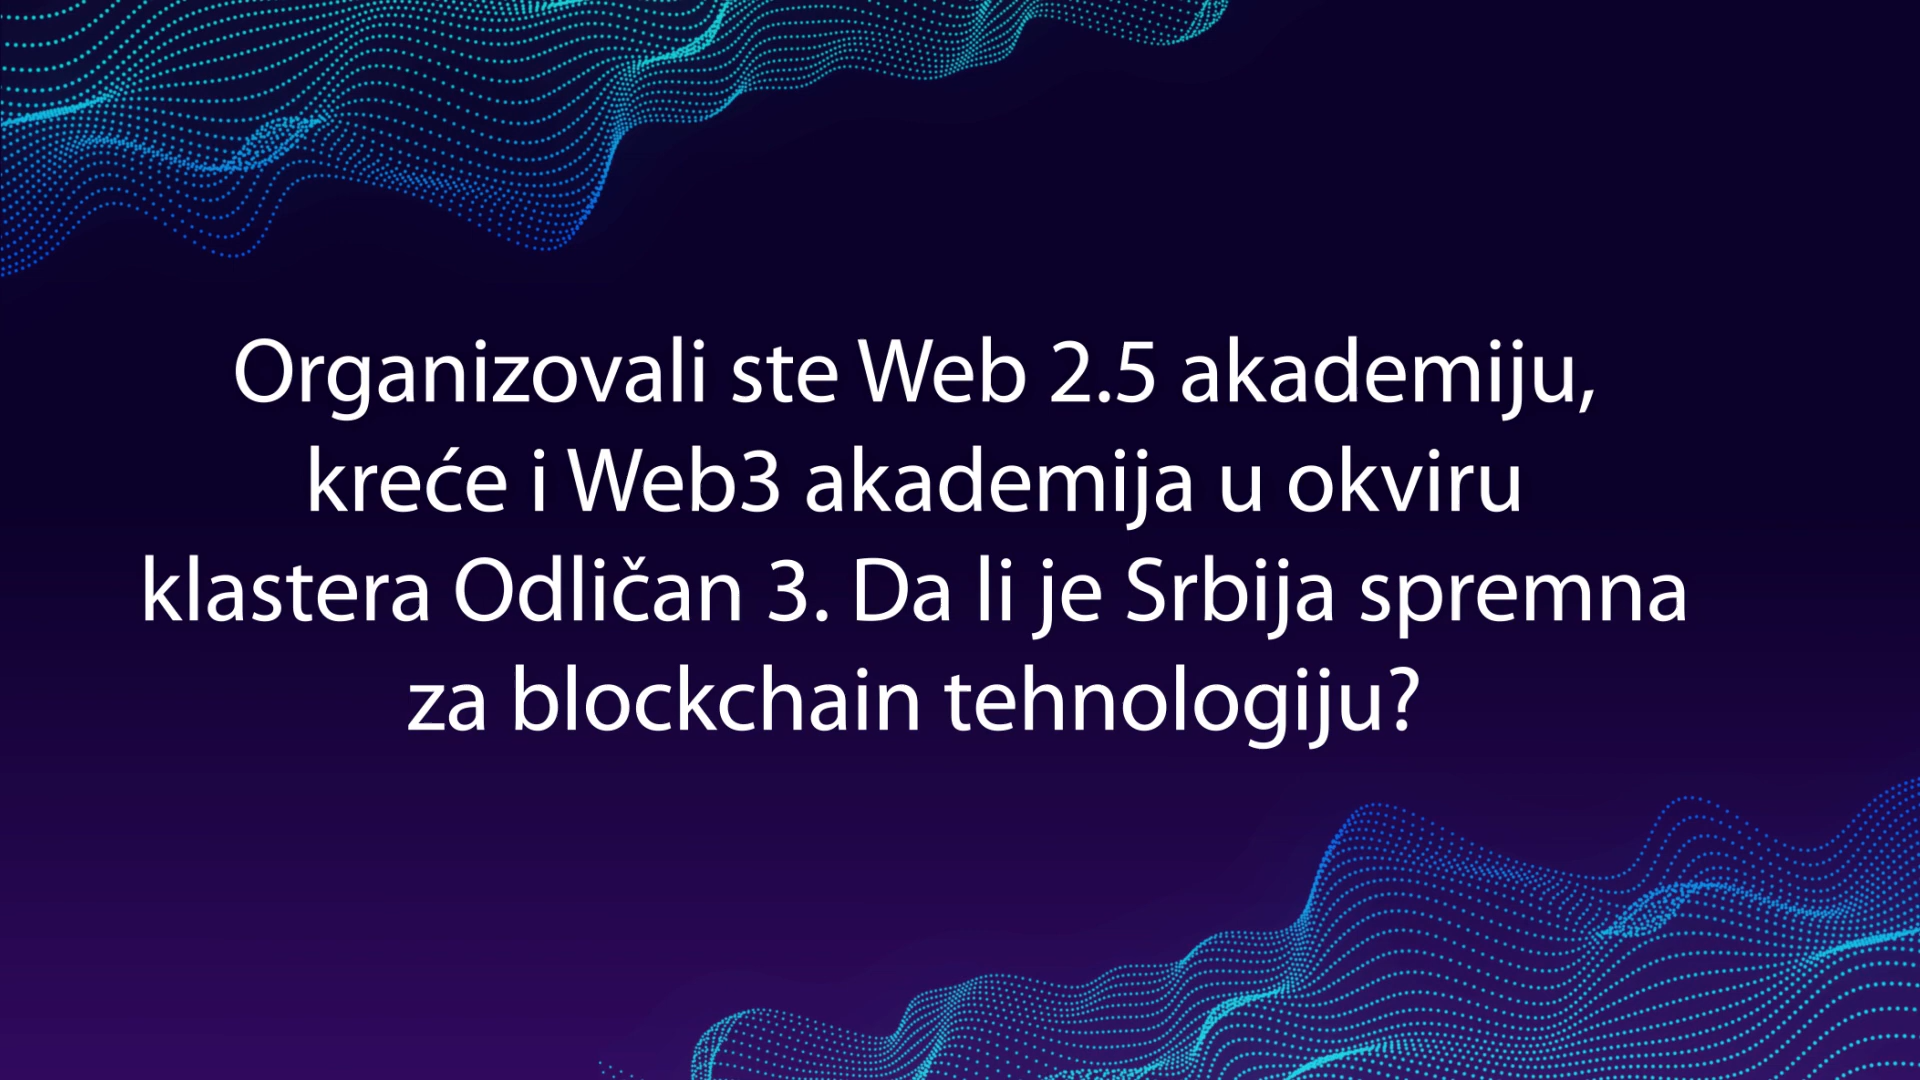 Organizovali ste Web 2.5 akademiju,
kreće i Web3 akademija u okviru
klastera Odličan 3. Da li je Srbija spremna
za blockchain tehnologiju?